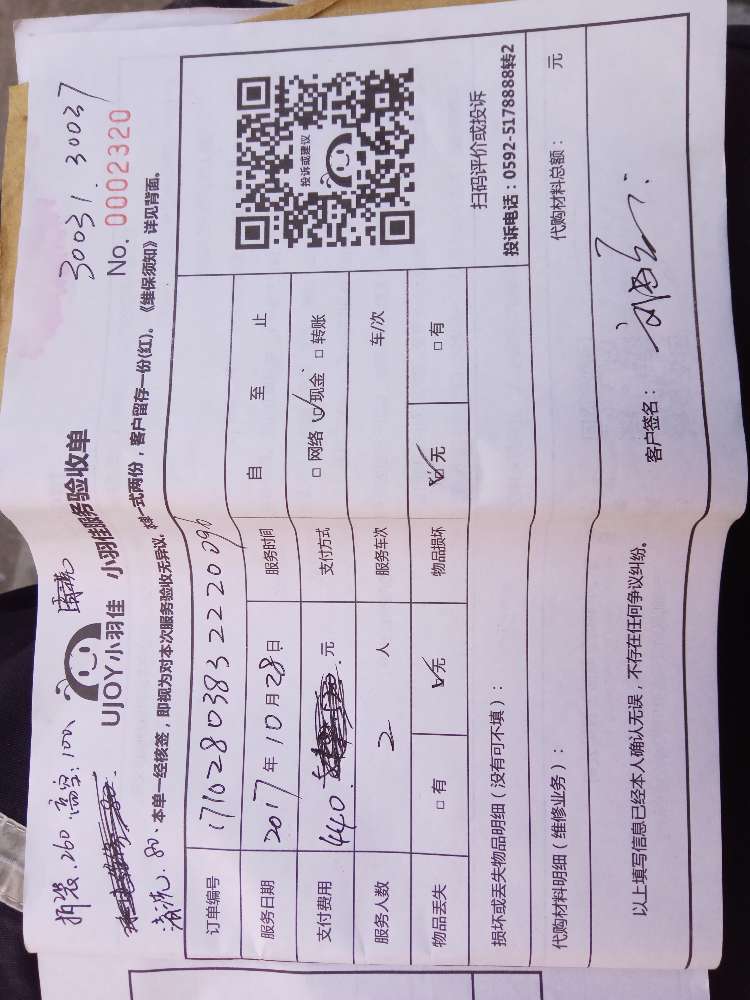 30031. 30037
No. 0002320
拆装. 260 高空: 100
清洗. 80.
UJOY小羽佳 小羽佳服务验收单
本单一经核签，即视为对本次服务验收无异议. 一式两份，客户留存一份(红)。《维保须知》详见背面。
订单编号 17102803832220096
服务日期 2017 年 10 月 28 日 服务时间 自 至 止
支付费用 440. 元 支付方式 □ 网络 ☑ 现金 □ 转账
服务人数 2 人 服务车次 车/次
物品丢失 □ 有 ☑ 无 物品损坏 ☑ 无 □ 有
投诉或建议
扫码评价或投诉
投诉电话：0592-5178888转2
损坏或丢失物品明细（没有可不填）：
代购材料明细（维修业务）： 代购材料总额： 元
以上填写信息已经本人确认无误，不存在任何争议纠纷。 客户签名：